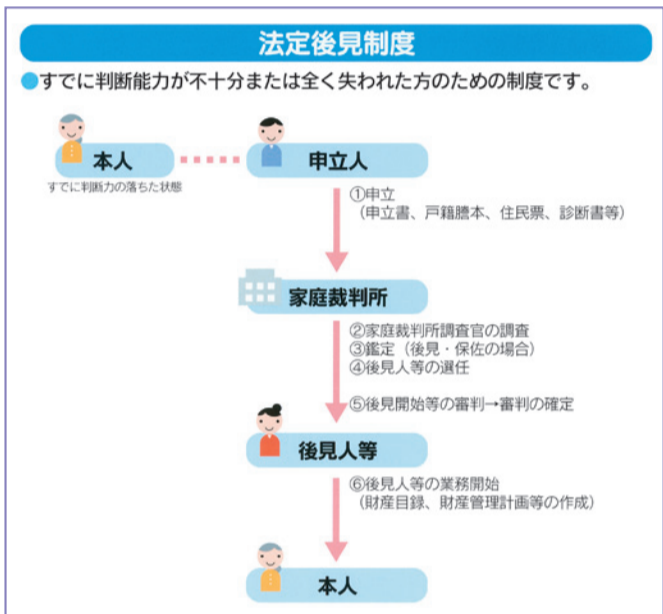 法定後見制度
●すでに判断能力が不十分または全く失われた方のための制度です。
本人
すでに判断力の落ちた状態
申立人
①申立
（申立書、戸籍謄本、住民票、診断書等）
家庭裁判所
②家庭裁判所調査官の調査
③鑑定（後見・保佐の場合）
④後見人等の選任
⑤後見開始等の審判→審判の確定
後見人等
⑥後見人等の業務開始
（財産目録、財産管理計画等の作成）
本人